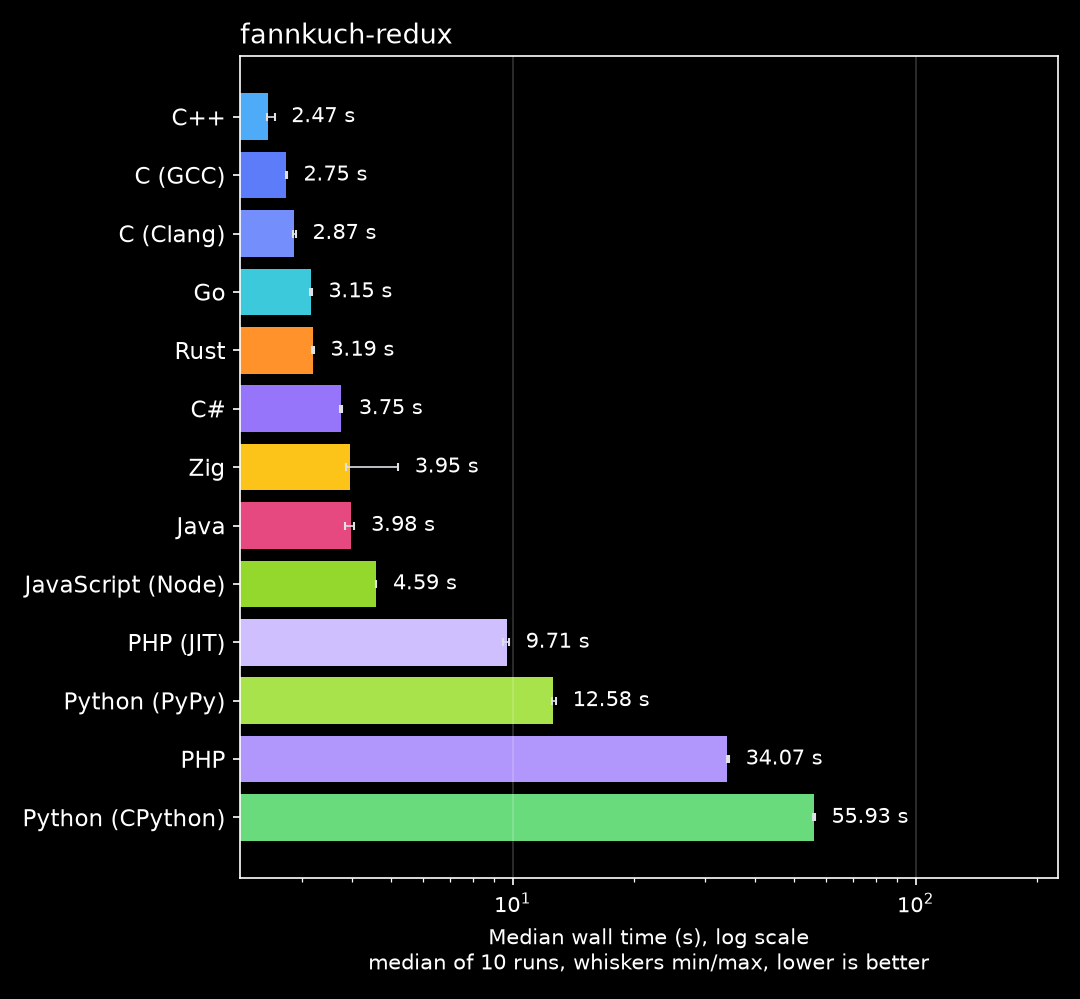 fannkuch-redux
C++ 2.47 s
C (GCC) 2.75 s
C (Clang) 2.87 s
Go 3.15 s
Rust 3.19 s
C# 3.75 s
Zig 3.95 s
Java 3.98 s
JavaScript (Node) 4.59 s
PHP (JIT) 9.71 s
Python (PyPy) 12.58 s
PHP 34.07 s
Python (CPython) 55.93 s
10¹ 10²
Median wall time (s), log scale
median of 10 runs, whiskers min/max, lower is better